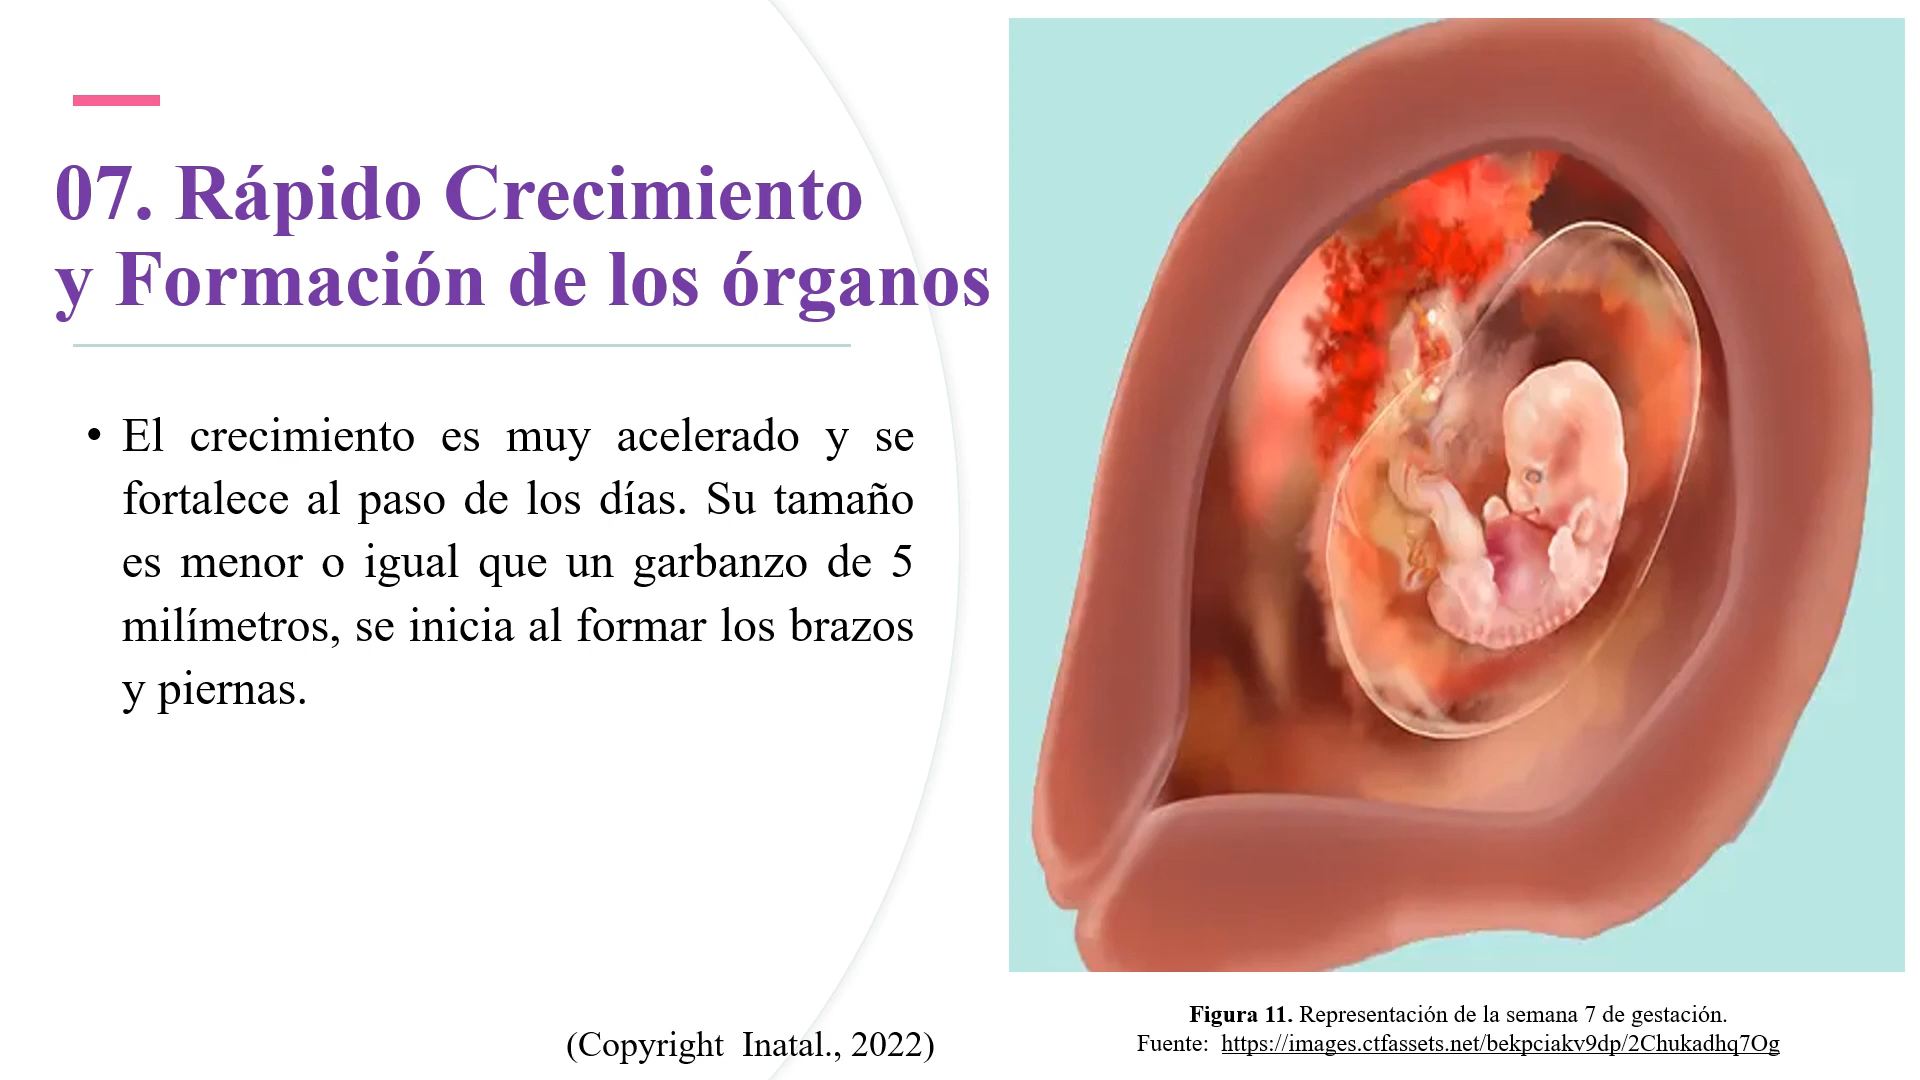 07. Rápido Crecimiento
y Formación de los órganos
• El crecimiento es muy acelerado y se
fortalece al paso de los días. Su tamaño
es menor o igual que un garbanzo de 5
milímetros, se inicia al formar los brazos
y piernas.
(Copyright Inatal., 2022)
Figura 11. Representación de la semana 7 de gestación.
Fuente: https://images.ctfassets.net/bekpciakv9dp/2Chukadhq7Og